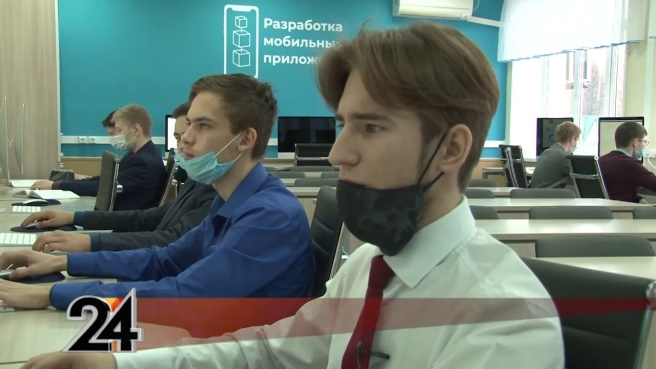 Разработка
мобильны
прилож
24